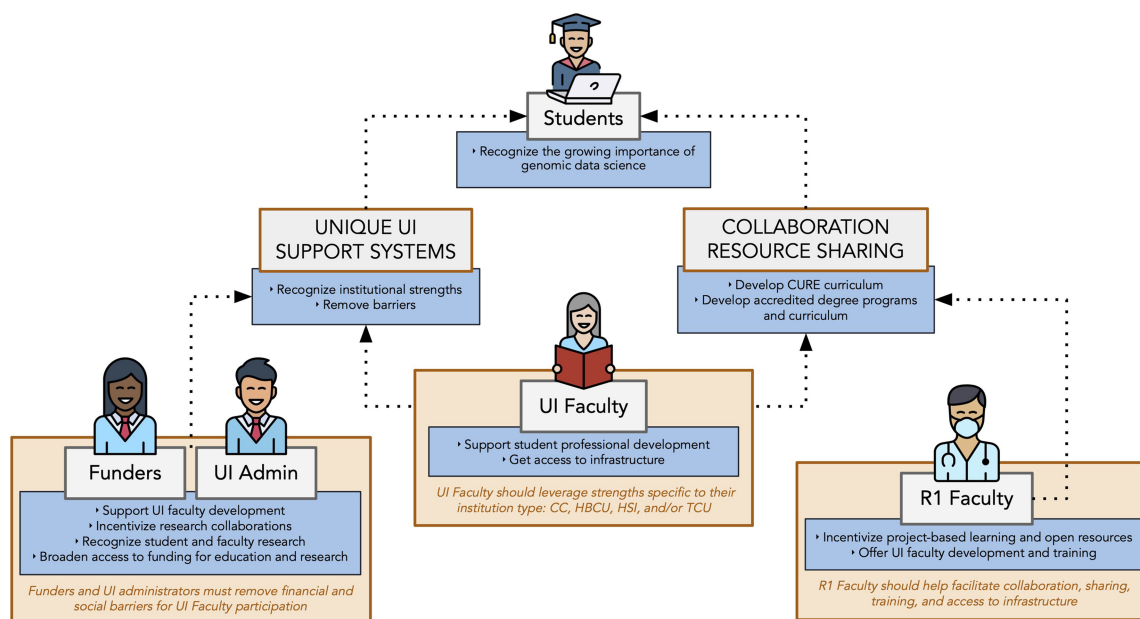 Students
‣ Recognize the growing importance of
genomic data science
UNIQUE UI
SUPPORT SYSTEMS
‣ Recognize institutional strengths
‣ Remove barriers
COLLABORATION
RESOURCE SHARING
‣ Develop CURE curriculum
‣ Develop accredited degree programs
and curriculum
Funders
UI Admin
‣ Support UI faculty development
‣ Incentivize research collaborations
‣ Recognize student and faculty research
‣ Broaden access to funding for education and research
Funders and UI administrators must remove financial and
social barriers for UI Faculty participation
UI Faculty
‣ Support student professional development
‣ Get access to infrastructure
UI Faculty should leverage strengths specific to their
institution type: CC, HBCU, HSI, and/or TCU
R1 Faculty
‣ Incentivize project-based learning and open resources
‣ Offer UI faculty development and training
R1 Faculty should help facilitate collaboration, sharing,
training, and access to infrastructure